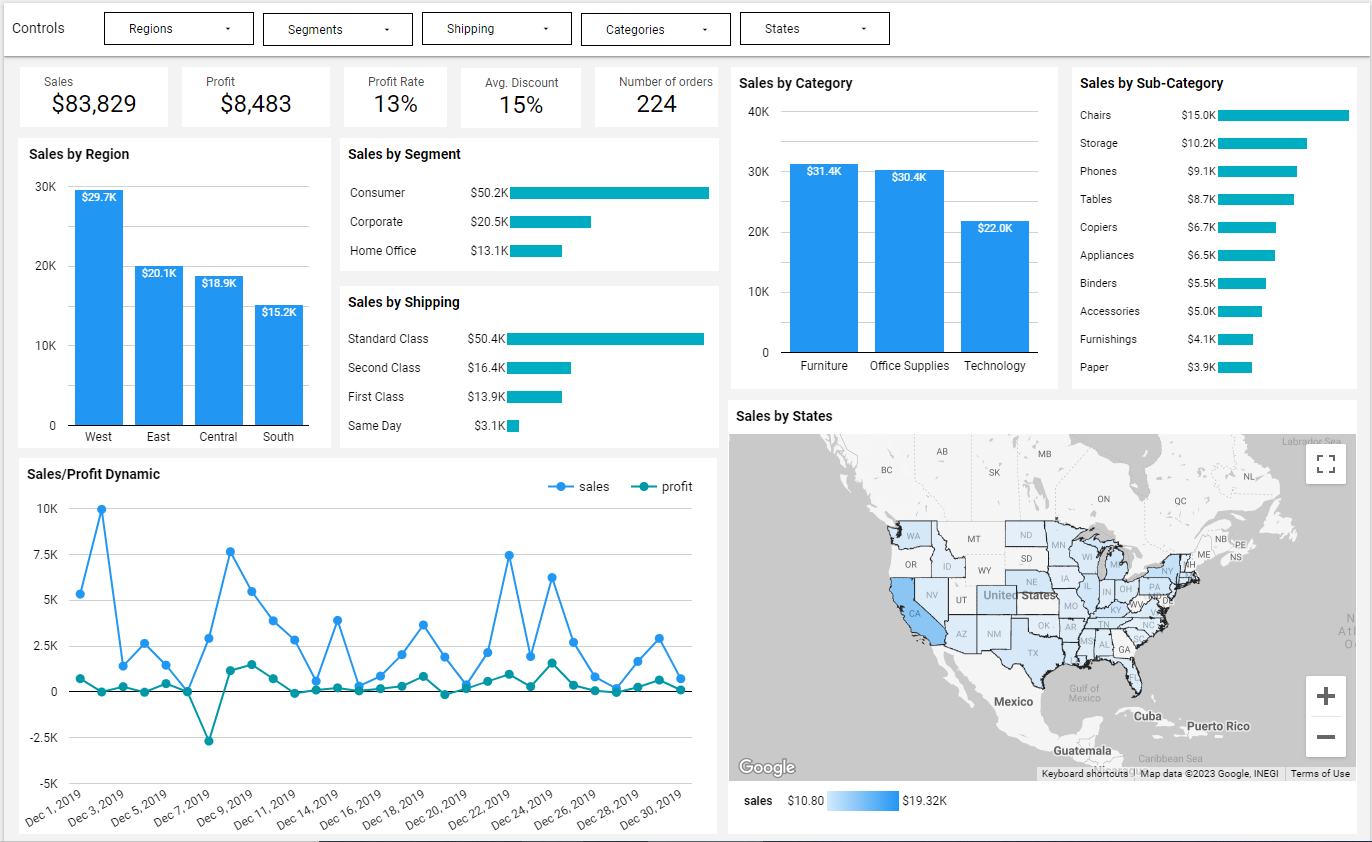 Controls
Regions
Segments
Shipping
Categories
States
Sales
$83,829
Profit
$8,483
Profit Rate
13%
Avg. Discount
15%
Number of orders
224
Sales by Region
30K
20K
10K
0
$29.7K
$20.1K
$18.9K
$15.2K
West East Central South
Sales by Segment
Consumer $50.2K
Corporate $20.5K
Home Office $13.1K
Sales by Shipping
Standard Class $50.4K
Second Class $16.4K
First Class $13.9K
Same Day $3.1K
Sales by Category
40K
30K
20K
10K
0
$31.4K
$30.4K
$22.0K
Furniture Office Supplies Technology
Sales by Sub-Category
Chairs $15.0K
Storage $10.2K
Phones $9.1K
Tables $8.7K
Copiers $6.7K
Appliances $6.5K
Binders $5.5K
Accessories $5.0K
Furnishings $4.1K
Paper $3.9K
Sales/Profit Dynamic
sales profit
10K
7.5K
5K
2.5K
0
-2.5K
-5K
Dec 1, 2019
Dec 3, 2019
Dec 5, 2019
Dec 7, 2019
Dec 9, 2019
Dec 11, 2019
Dec 14, 2019
Dec 16, 2019
Dec 18, 2019
Dec 20, 2019
Dec 22, 2019
Dec 24, 2019
Dec 26, 2019
Dec 28, 2019
Dec 30, 2019
Sales by States
Labrador Sea
BC
AB
SK
MB
ON
QC
NL
NB
PE
NS
ME
WA
MT
ND
MN
OR
ID
WY
SD
WI
NY
NH
NV
UT
United States
NE
IA
IL
IN
OH
PA
MD
DE
CA
MO
KY
WV
AZ
NM
OK
AR
TN
NC
SC
TX
MS
AL
GA
FL
Gulf of
Mexico
Mexico
Cuba
Puerto Rico
Guatemala
Caribbean Sea
Nicaragua
+
−
Google
Keyboard shortcuts Map data ©2023 Google, INEGI Terms of Use
sales $10.80 $19.32K